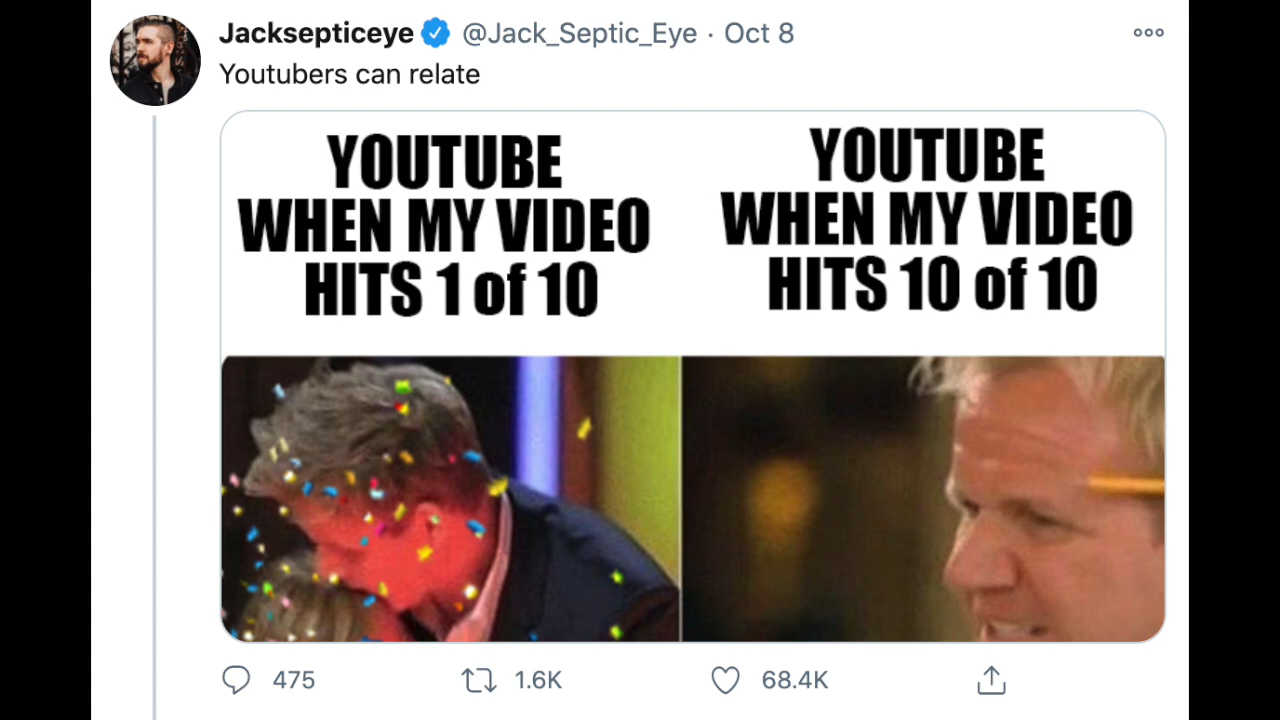 Jacksepticeye @Jack_Septic_Eye · Oct 8
Youtubers can relate
YOUTUBE
WHEN MY VIDEO
HITS 1 of 10
YOUTUBE
WHEN MY VIDEO
HITS 10 of 10
475 1.6K 68.4K